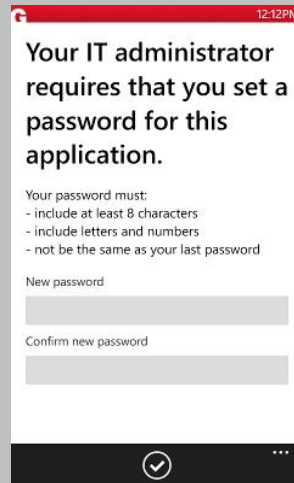 G 12:12PM
Your IT administrator
requires that you set a
password for this
application.
Your password must:
- include at least 8 characters
- include letters and numbers
- not be the same as your last password
New password
Confirm new password